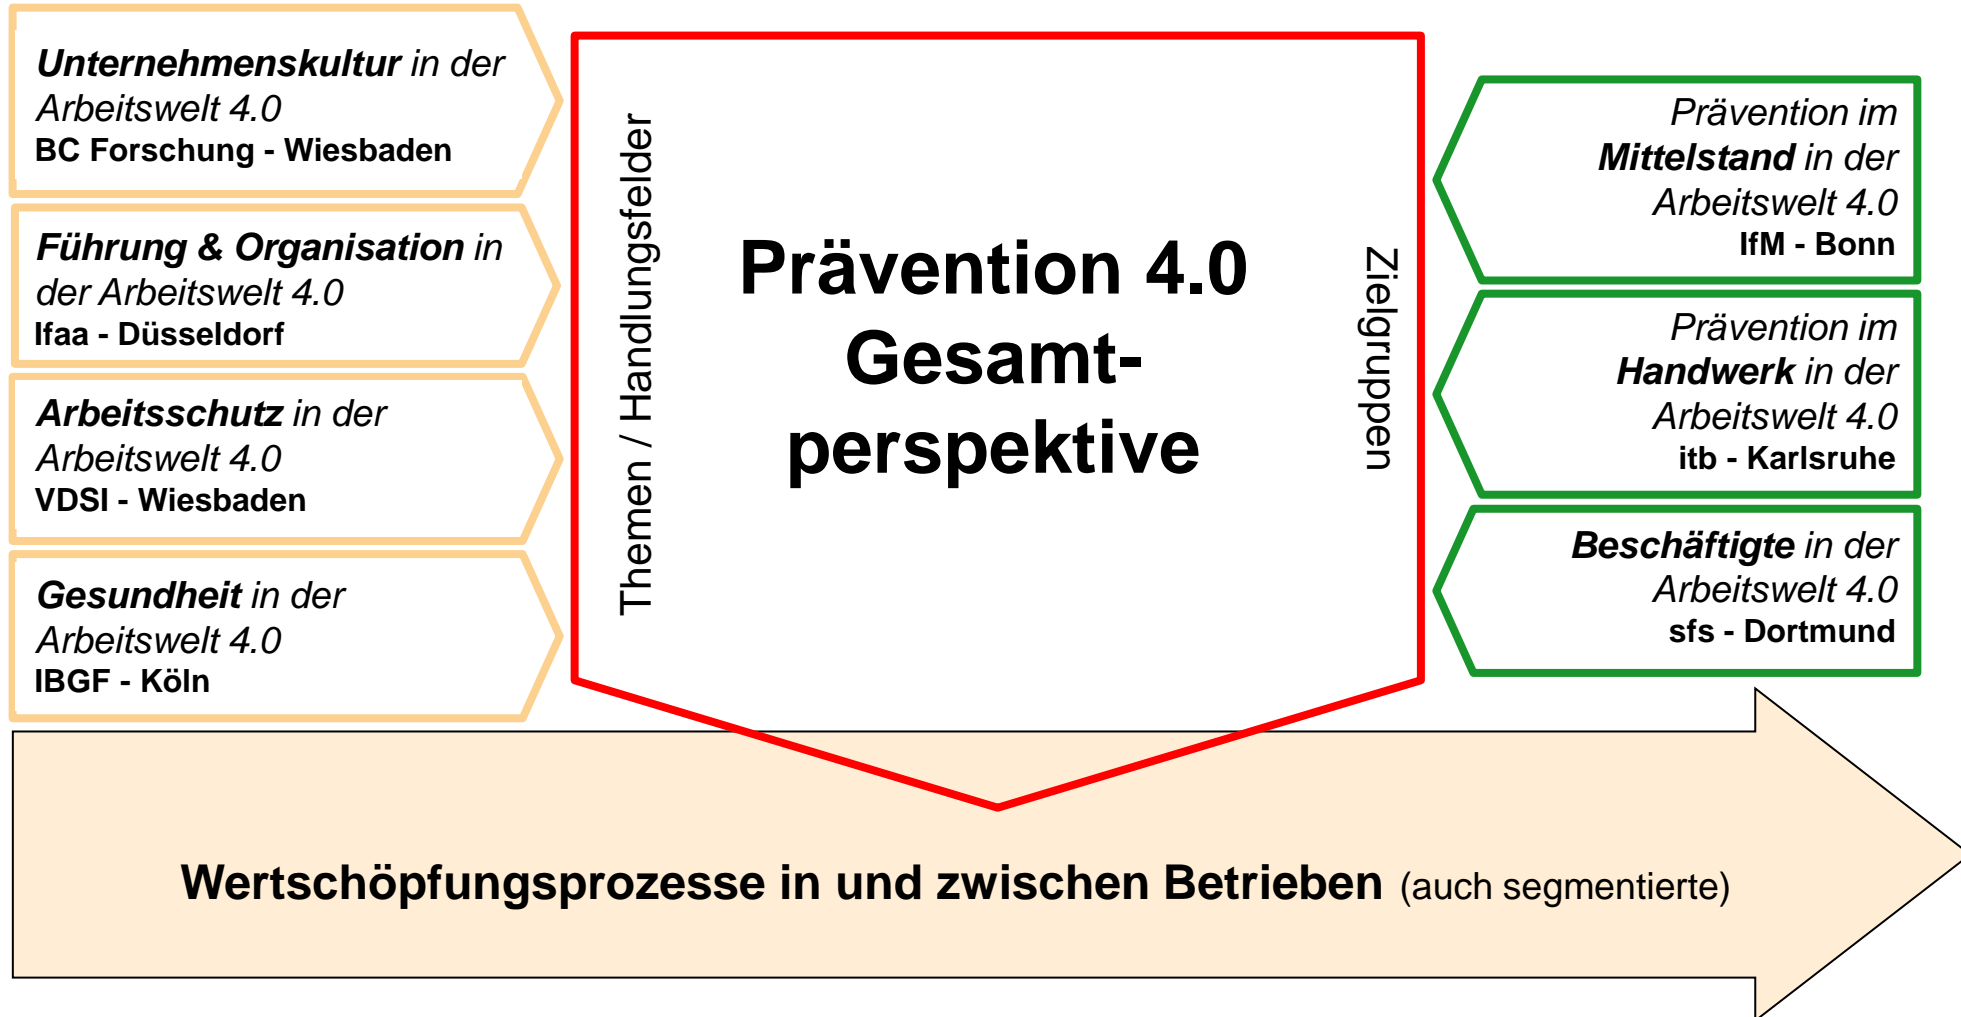 Unternehmenskultur in der
Arbeitswelt 4.0
BC Forschung - Wiesbaden
Führung & Organisation in
der Arbeitswelt 4.0
Ifaa - Düsseldorf
Arbeitsschutz in der
Arbeitswelt 4.0
VDSI - Wiesbaden
Gesundheit in der
Arbeitswelt 4.0
IBGF - Köln
Themen / Handlungsfelder
Prävention 4.0
Gesamt-
perspektive
Zielgruppen
Prävention im
Mittelstand in der
Arbeitswelt 4.0
IfM - Bonn
Prävention im
Handwerk in der
Arbeitswelt 4.0
itb - Karlsruhe
Beschäftigte in der
Arbeitswelt 4.0
sfs - Dortmund
Wertschöpfungsprozesse in und zwischen Betrieben (auch segmentierte)